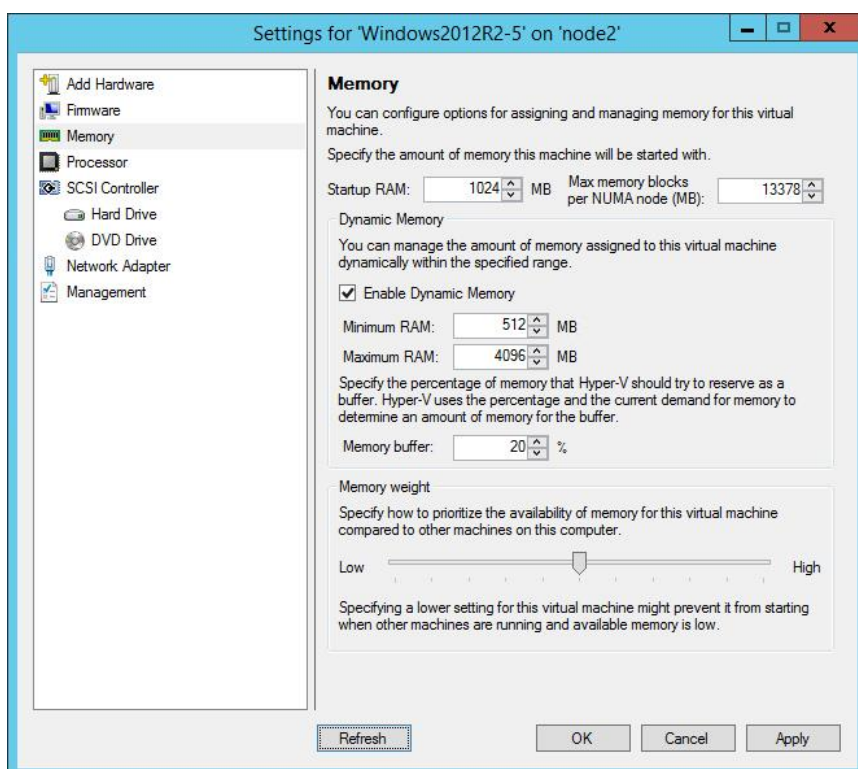 Settings for 'Windows2012R2-5' on 'node2'
Add Hardware
Firmware
Memory
Processor
SCSI Controller
Hard Drive
DVD Drive
Network Adapter
Management
Memory
You can configure options for assigning and managing memory for this virtual
machine.
Specify the amount of memory this machine will be started with.
Startup RAM: 1024 MB Max memory blocks
per NUMA node (MB): 13378
Dynamic Memory
You can manage the amount of memory assigned to this virtual machine
dynamically within the specified range.
Enable Dynamic Memory
Minimum RAM: 512 MB
Maximum RAM: 4096 MB
Specify the percentage of memory that Hyper-V should try to reserve as a
buffer. Hyper-V uses the percentage and the current demand for memory to
determine an amount of memory for the buffer.
Memory buffer: 20 %
Memory weight
Specify how to prioritize the availability of memory for this virtual machine
compared to other machines on this computer.
Low High
Specifying a lower setting for this virtual machine might prevent it from starting
when other machines are running and available memory is low.
Refresh OK Cancel Apply